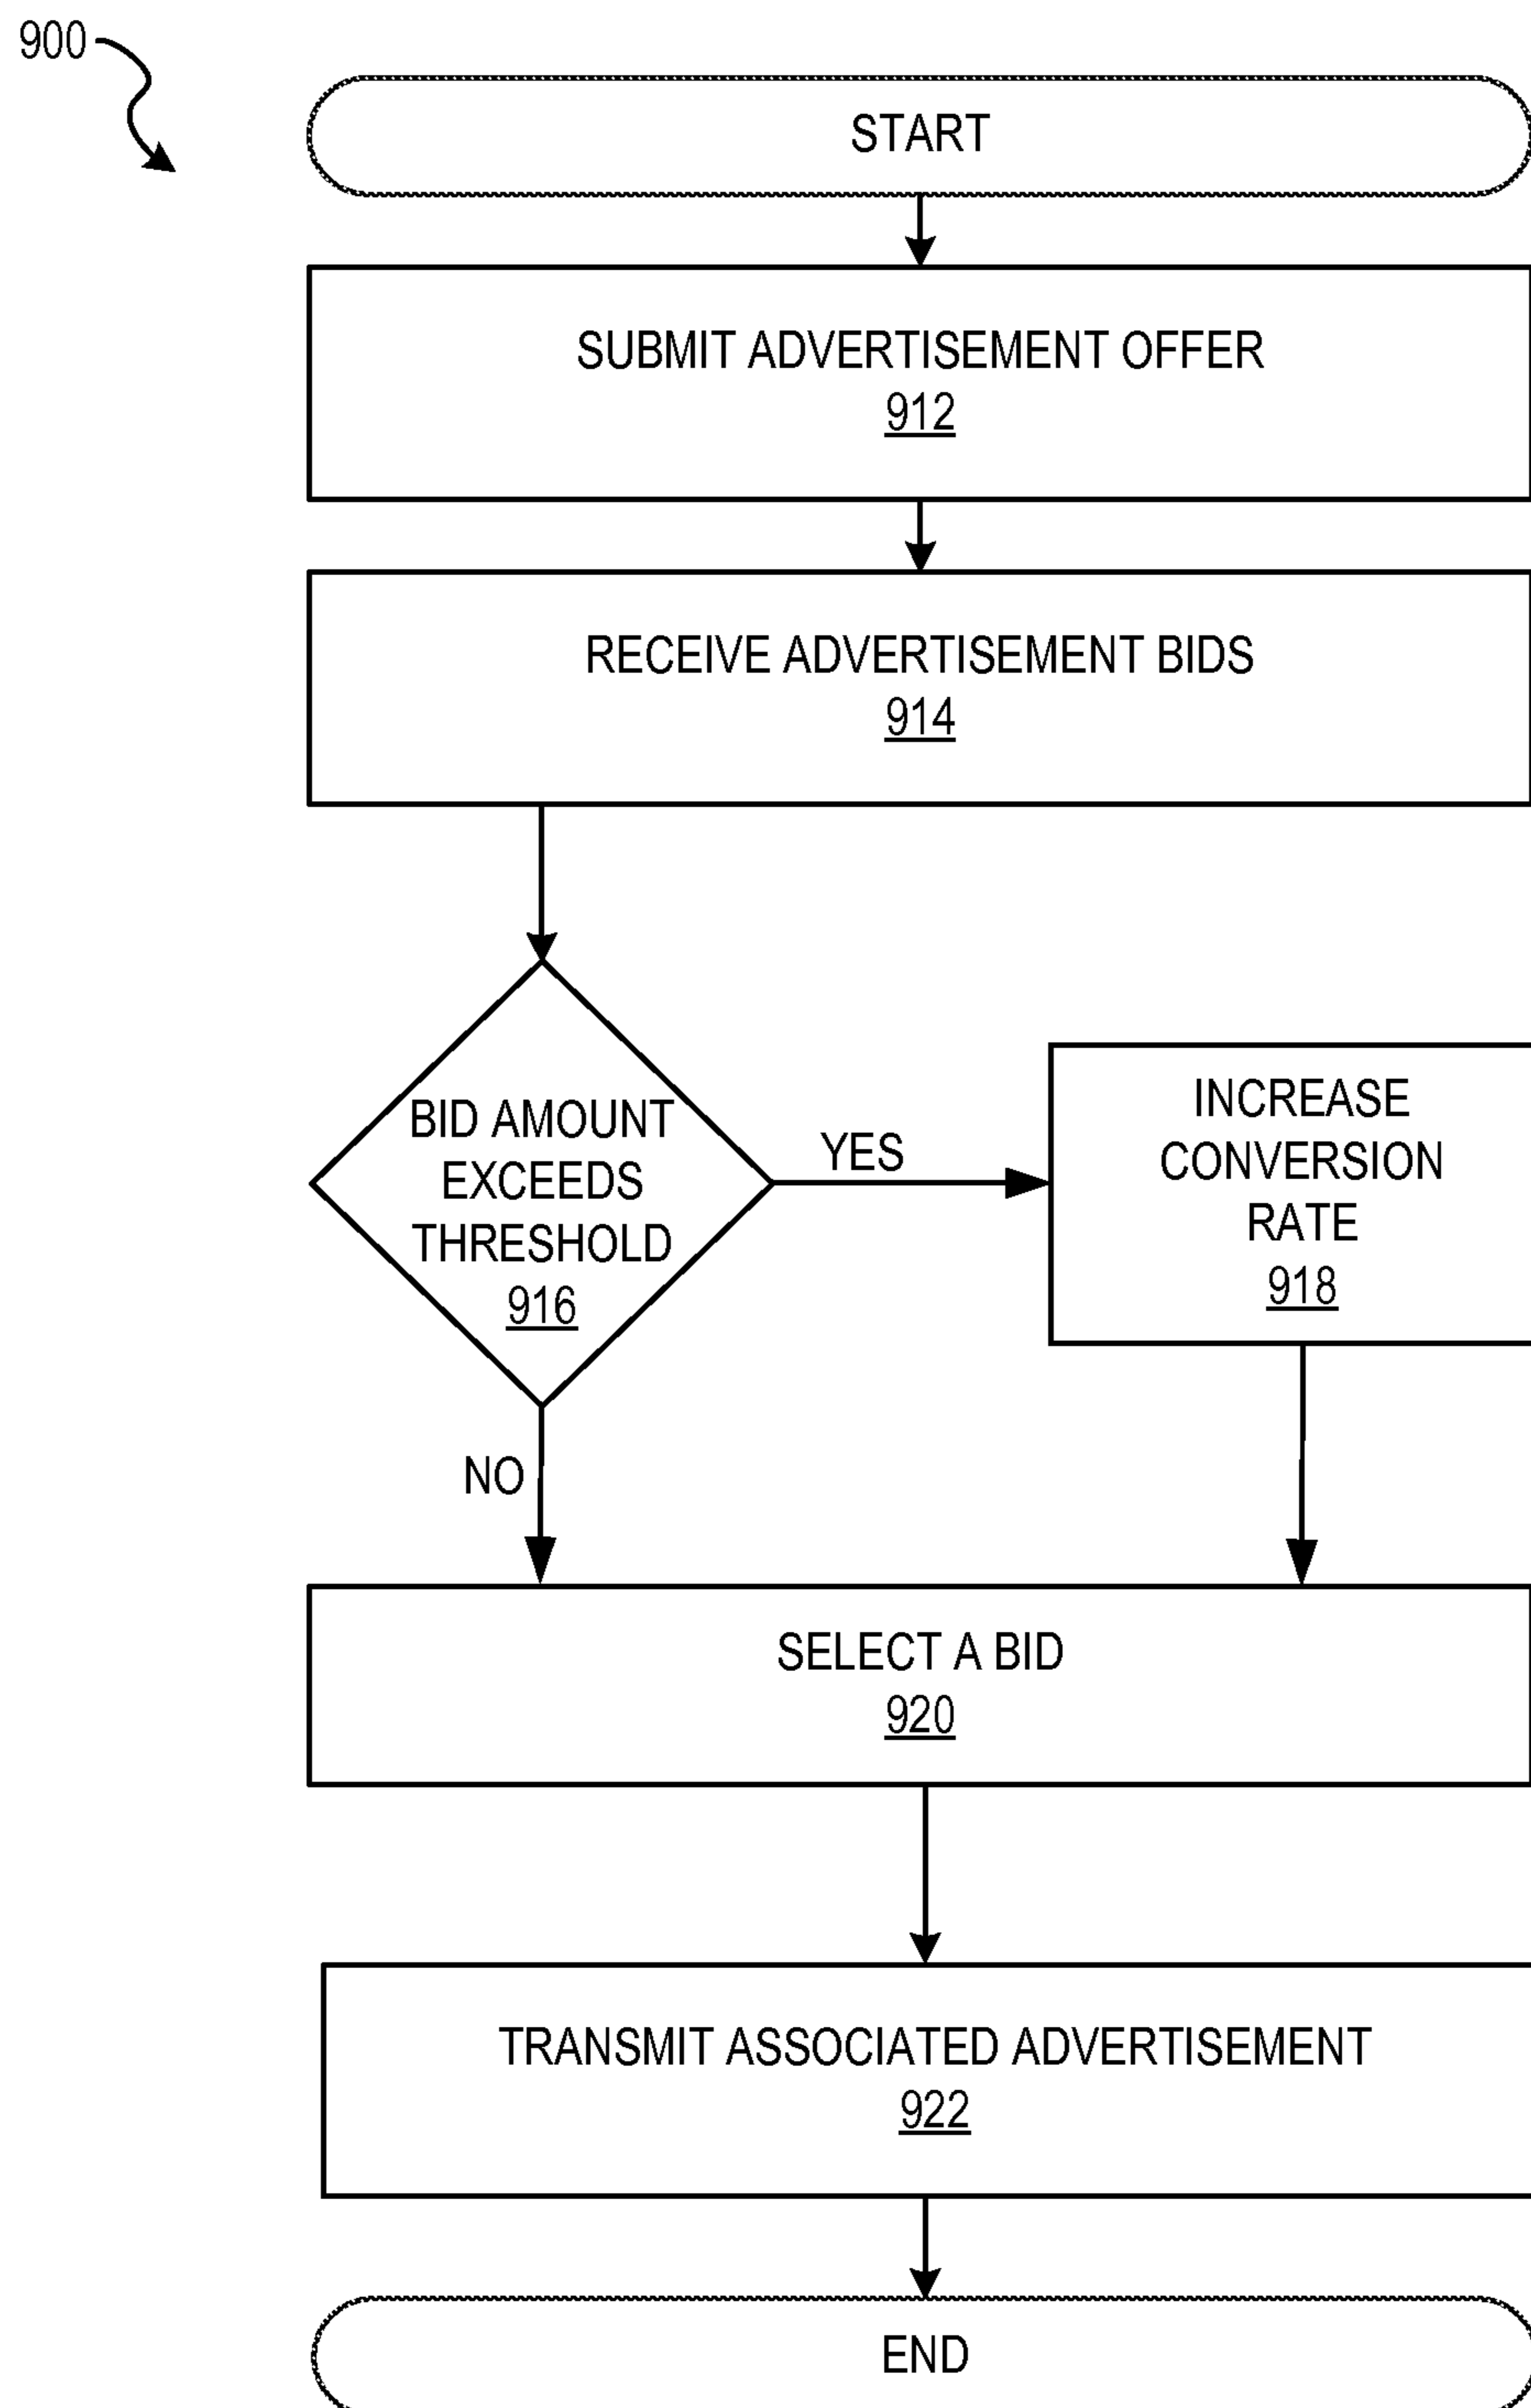 900
START
SUBMIT ADVERTISEMENT OFFER
912
RECEIVE ADVERTISEMENT BIDS
914
BID AMOUNT
EXCEEDS
THRESHOLD
916
YES
INCREASE
CONVERSION
RATE
918
NO
SELECT A BID
920
TRANSMIT ASSOCIATED ADVERTISEMENT
922
END